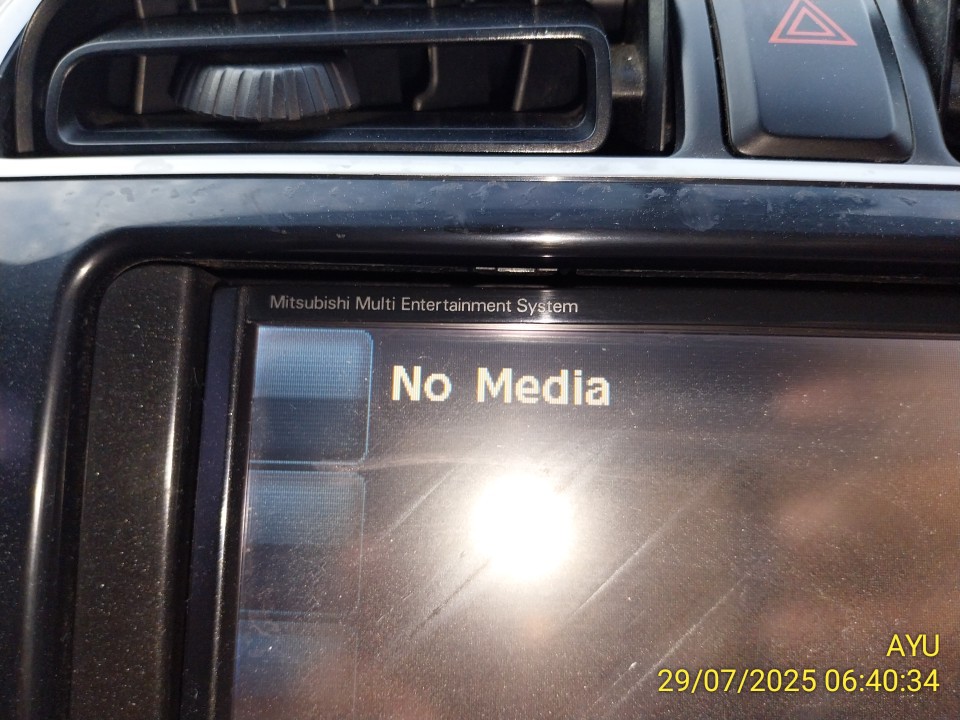 Mitsubishi Multi Entertainment System
No Media
AYU
29/07/2025 06:40:34